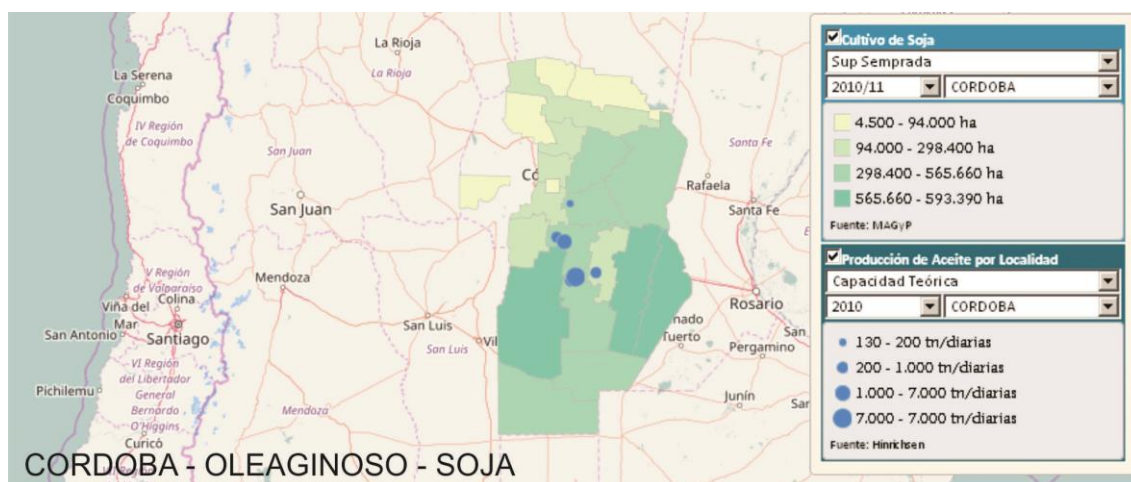 La Rioja
La Rioja
La Serena
Coquimbo
IV Región
de Coquimbo
San Juan
San Juan
Có
Santa Fe
Rafaela
Santa Fe
V Región
de Valparaíso
Mendoza
Viña del
Mar
Colina
San Antonio
Santiago
San Luis
San Luis
Vil
Rosario
nado
Tuerto
San
Pergamino
VI Región
del Libertador
General
Bernardo
O'Higgins
Pichilemu
Mendoza
Junín
Sar
Curicó
CORDOBA - OLEAGINOSO - SOJA
Cultivo de Soja
Sup Semprada
2010/11 CORDOBA
4.500 - 94.000 ha
94.000 - 298.400 ha
298.400 - 565.660 ha
565.660 - 593.390 ha
Fuente: MAGyP
Producción de Aceite por Localidad
Capacidad Teórica
2010 CORDOBA
130 - 200 tn/diarias
200 - 1.000 tn/diarias
1.000 - 7.000 tn/diarias
7.000 - 7.000 tn/diarias
Fuente: Hinrichsen